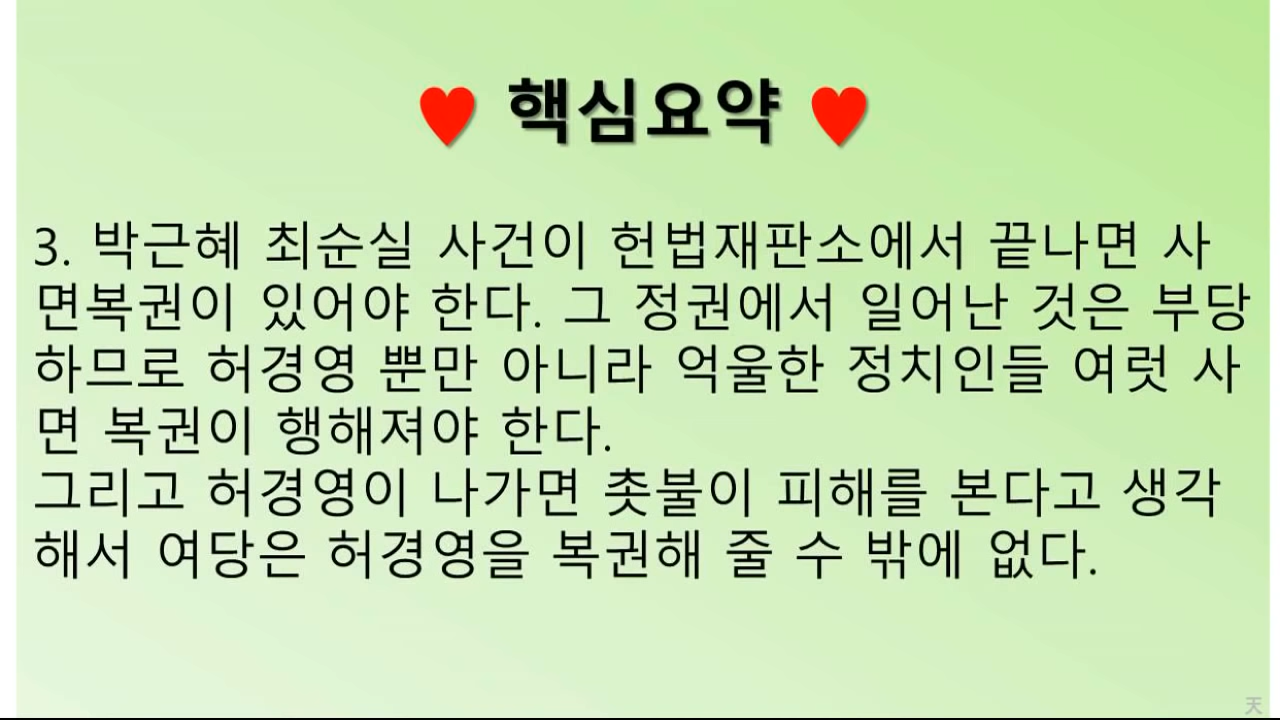 ♥ 핵심요약 ♥
3. 박근혜 최순실 사건이 헌법재판소에서 끝나면 사
면복권이 있어야 한다. 그 정권에서 일어난 것은 부당
하므로 허경영 뿐만 아니라 억울한 정치인들 여럿 사
면 복권이 행해져야 한다.
그리고 허경영이 나가면 촛불이 피해를 본다고 생각
해서 여당은 허경영을 복권해 줄 수 밖에 없다.
天